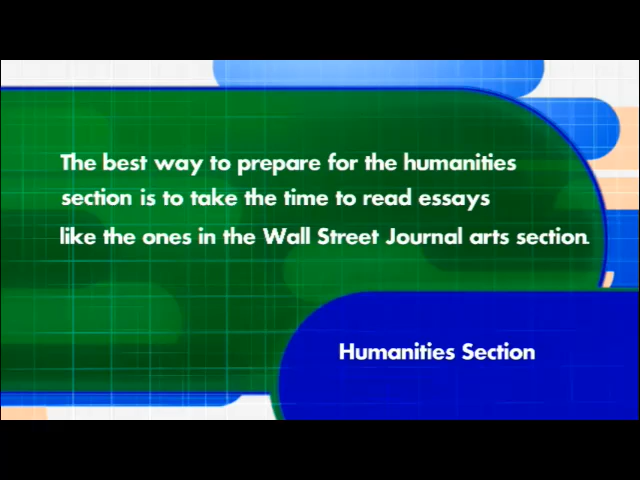 The best way to prepare for the humanities
section is to take the time to read essays
like the ones in the Wall Street Journal arts section.
Humanities Section